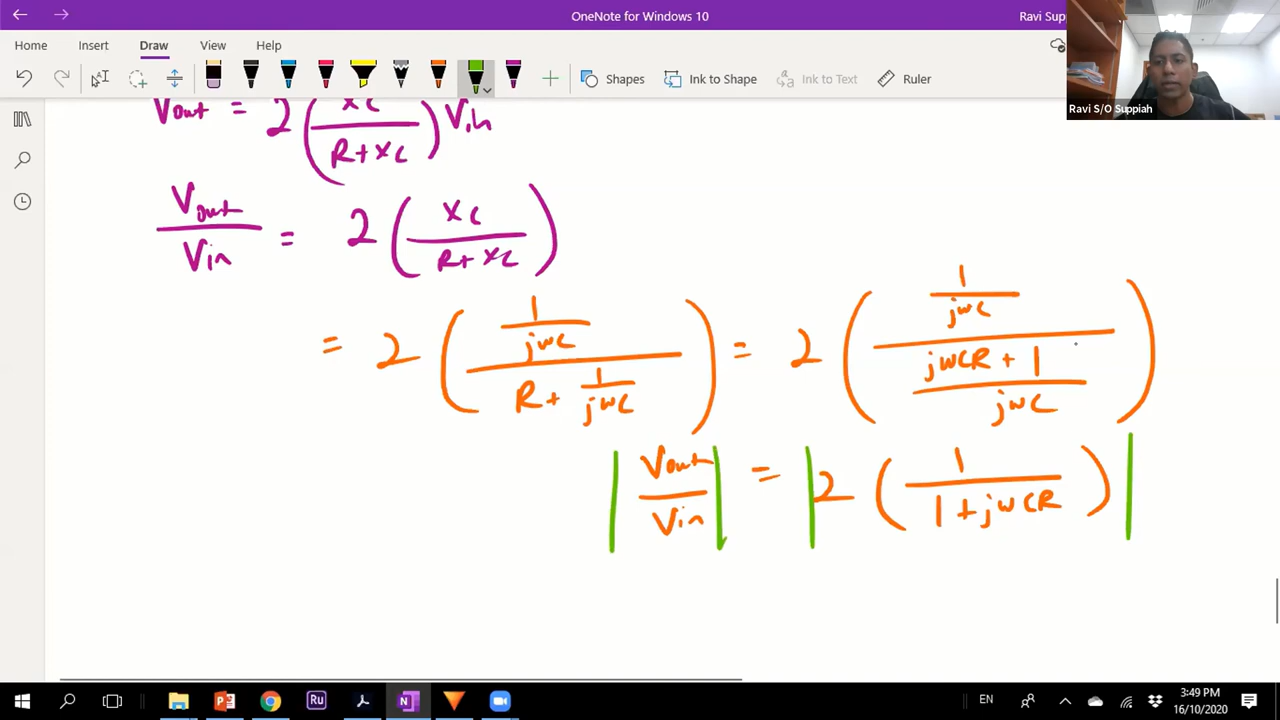 OneNote for Windows 10
Ravi Supp
Home Insert Draw View Help
Shapes Ink to Shape Ink to Text Ruler
Ravi S/O Suppiah
Vout = 2 (XC / R+XC) Vin
Vout / Vin = 2 (XC / R+XC)
= 2 (1/jωC / R+ 1/jωC) = 2 (1/jωC / jωCR + 1/jωC)
|Vout / Vin| = |2 (1 / 1+jωCR)|
Ru
EN
3:49 PM
16/10/2020